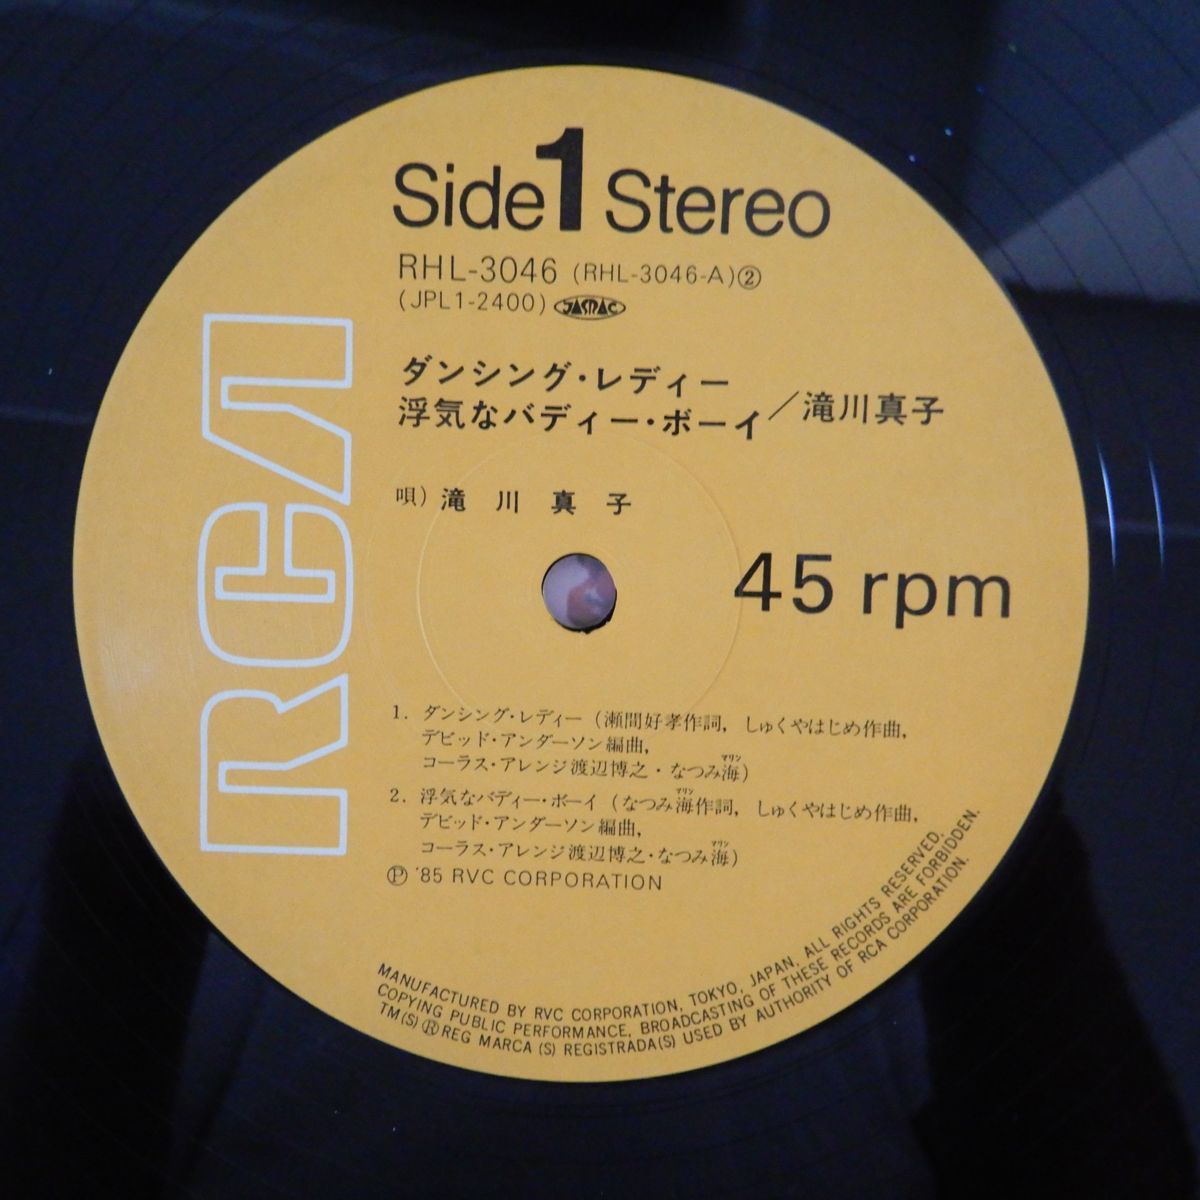 Side 1 Stereo
RHL-3046 (RHL-3046-A)②
(JPL1-2400) JASRAC
ダンシング・レディー
浮気なバディー・ボーイ/滝川真子
唄)滝川真子
45 rpm
RCA
1. ダンシング・レディー(瀬間好孝作詞, しゅくやはじめ作曲,
デビッド・アンダーソン編曲,
コーラス・アレンジ渡辺博之・なつみ海)
マリン
2. 浮気なバディー・ボーイ(なつみ海作詞, しゅくやはじめ作曲,
マリン
デビッド・アンダーソン編曲,
コーラス・アレンジ渡辺博之・なつみ海)
マリン
Ⓟ '85 RVC CORPORATION
MANUFACTURED BY RVC CORPORATION, TOKYO, JAPAN. ALL RIGHTS RESERVED.
COPYING PUBLIC PERFORMANCE, BROADCASTING OF THESE RECORDS ARE FORBIDDEN.
TM(S) ® REG MARCA (S) REGISTRADA(S) USED BY AUTHORITY OF RCA CORPORATION.